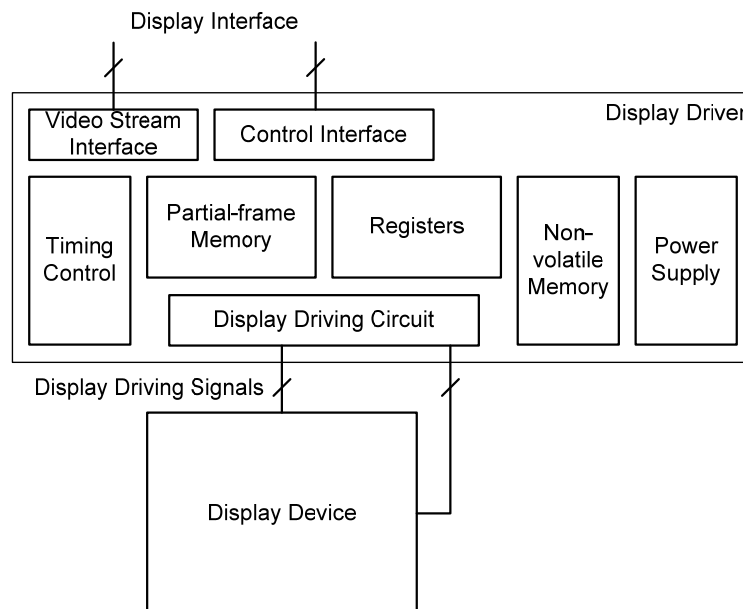 Display Interface
Display Driver
Video Stream
Interface
Control Interface
Timing
Control
Partial-frame
Memory
Registers
Non-
volatile
Memory
Power
Supply
Display Driving Circuit
Display Driving Signals
Display Device